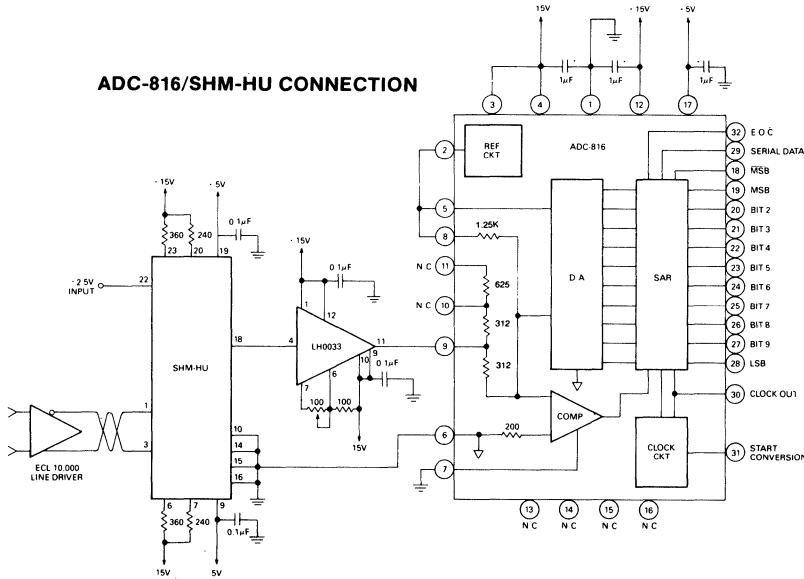 ADC-816/SHM-HU CONNECTION
15V
· 15V
· 5V
1µF
1µF
1µF
3
4
1
12
17
ADC-816
REF
CKT
2
5
8
1.25K
N C
11
625
N C
10
312
9
312
D A
SAR
COMP
200
6
7
CLOCK
CKT
32
E O C
29
SERIAL DATA
18
MSB
19
MSB
20
BIT 2
21
BIT 3
22
BIT 4
23
BIT 5
24
BIT 6
25
BIT 7
26
BIT 8
27
BIT 9
28
LSB
30
CLOCK OUT
31
START
CONVERSION
13
14
15
16
N C
N C
N C
N C
· 15V
· 5V
0 1µF
360
240
23
20
19
· 2 5V
INPUT
22
SHM-HU
18
1
3
10
14
15
16
6
7
9
360
240
0.1µF
15V
5V
ECL 10,000
LINE DRIVER
· 15V
0 1µF
1
12
4
LH0033
11
9
10
0 1µF
7
6
100
100
15V